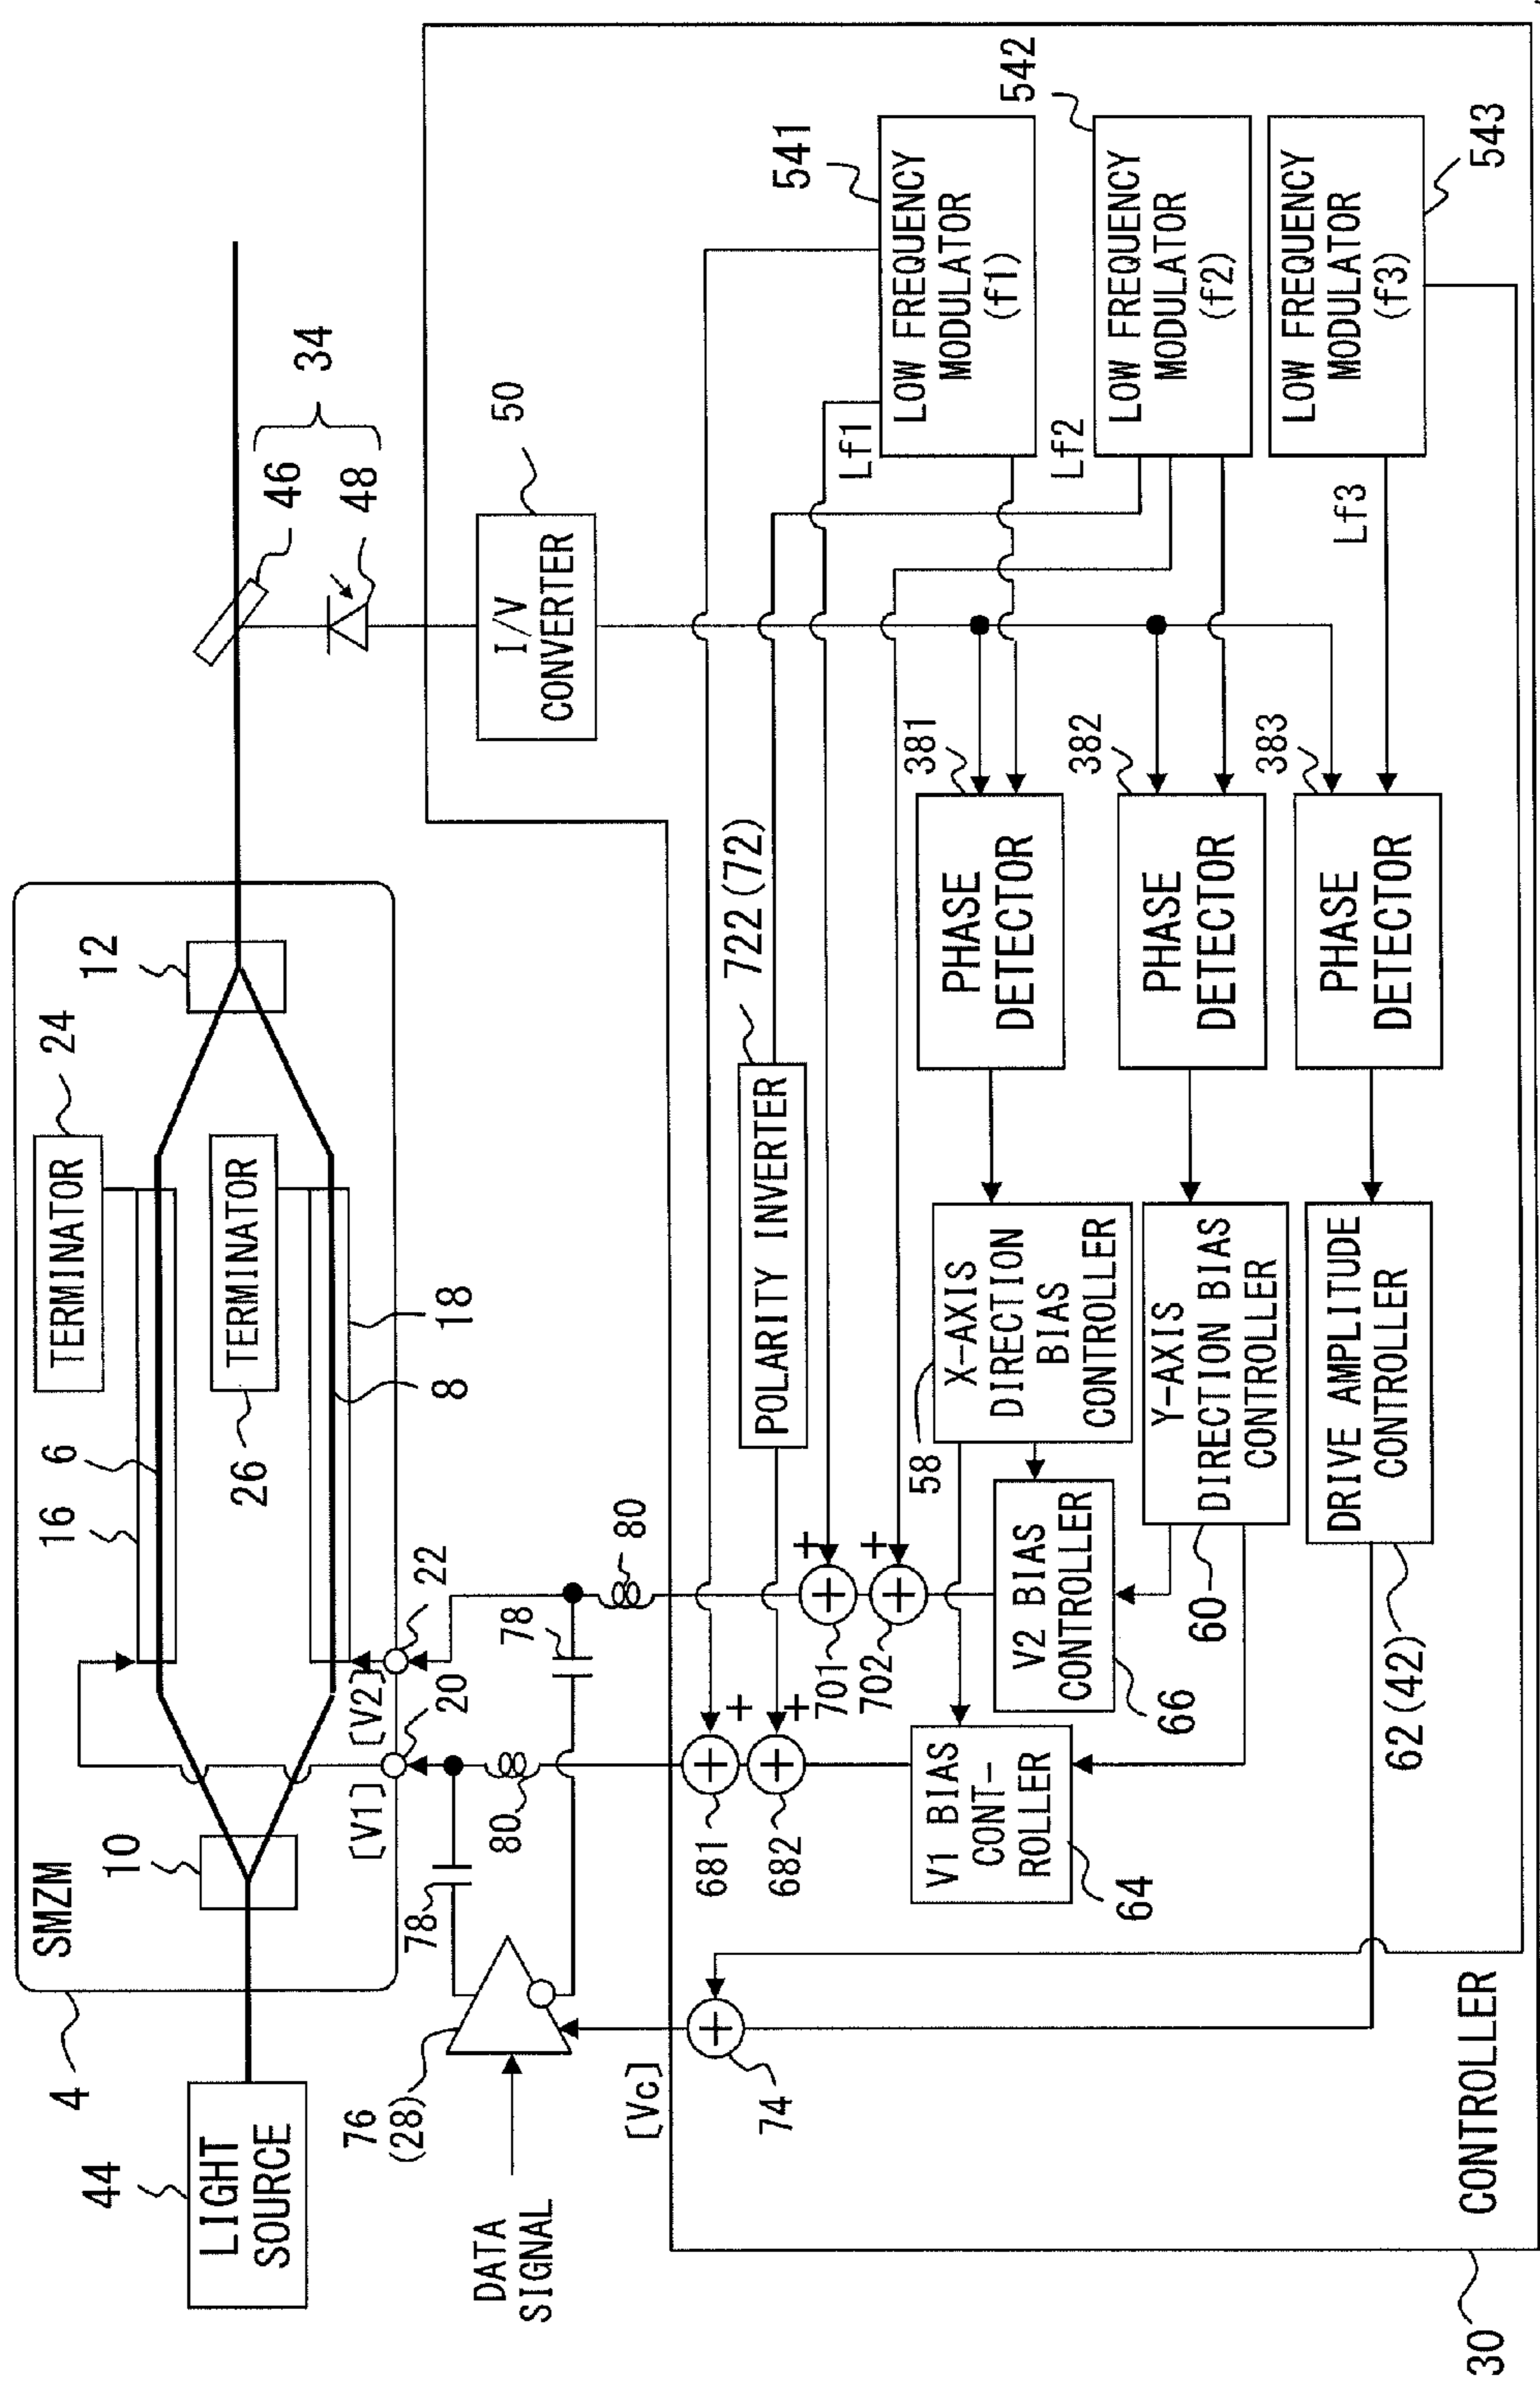 SMZM
4
44
LIGHT
SOURCE
10
16
6
TERMINATOR
24
12
TERMINATOR
26
8
18
46
48
34
[V1]
20
[V2]
22
78
80
78
80
76
(28)
DATA
SIGNAL
[Vc]
74
50
I/V
CONVERTER
681
682
701
702
+
+
+
+
+
+
+
+
+
722 (72)
POLARITY INVERTER
541
LOW FREQUENCY
MODULATOR
(f1)
Lf1
542
LOW FREQUENCY
MODULATOR
(f2)
Lf2
543
LOW FREQUENCY
MODULATOR
(f3)
Lf3
381
PHASE
DETECTOR
382
PHASE
DETECTOR
383
PHASE
DETECTOR
58
X-AXIS
DIRECTION
BIAS
CONTROLLER
60
Y-AXIS
DIRECTION BIAS
CONTROLLER
62 (42)
DRIVE AMPLITUDE
CONTROLLER
64
V1 BIAS
CONT-
ROLLER
66
V2 BIAS
CONTROLLER
CONTROLLER
30